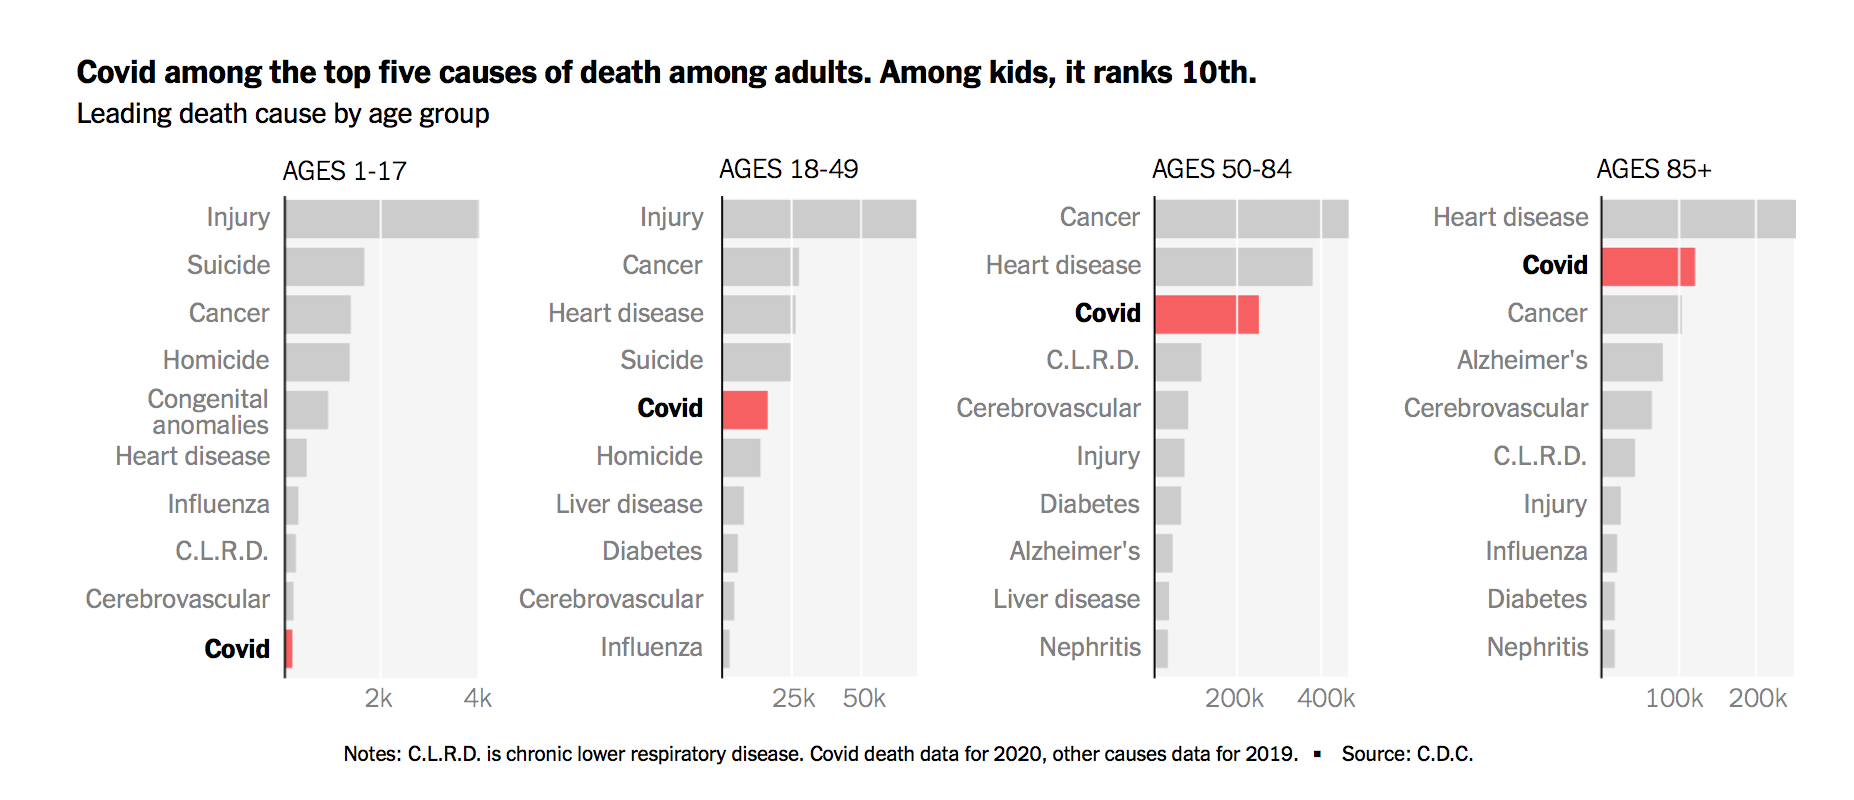 Covid among the top five causes of death among adults. Among kids, it ranks 10th.
Leading death cause by age group
AGES 1-17
Injury
Suicide
Cancer
Homicide
Congenital
anomalies
Heart disease
Influenza
C.L.R.D.
Cerebrovascular
Covid
2k 4k
AGES 18-49
Injury
Cancer
Heart disease
Suicide
Covid
Homicide
Liver disease
Diabetes
Cerebrovascular
Influenza
25k 50k
AGES 50-84
Cancer
Heart disease
Covid
C.L.R.D.
Cerebrovascular
Injury
Diabetes
Alzheimer's
Liver disease
Nephritis
200k 400k
AGES 85+
Heart disease
Covid
Cancer
Alzheimer's
Cerebrovascular
C.L.R.D.
Injury
Influenza
Diabetes
Nephritis
100k 200k
Notes: C.L.R.D. is chronic lower respiratory disease. Covid death data for 2020, other causes data for 2019. ▪ Source: C.D.C.